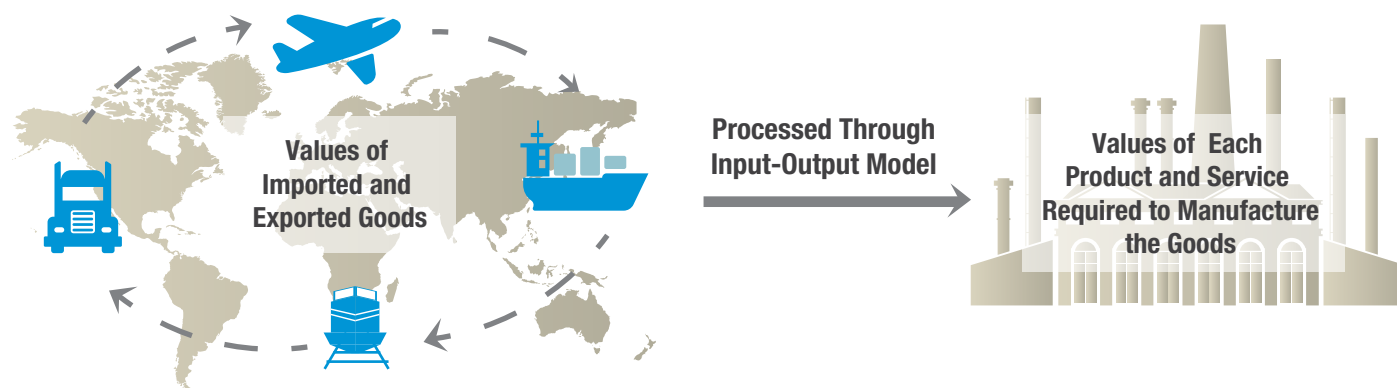 Values of
Imported and
Exported Goods
Processed Through
Input-Output Model
Values of Each
Product and Service
Required to Manufacture
the Goods